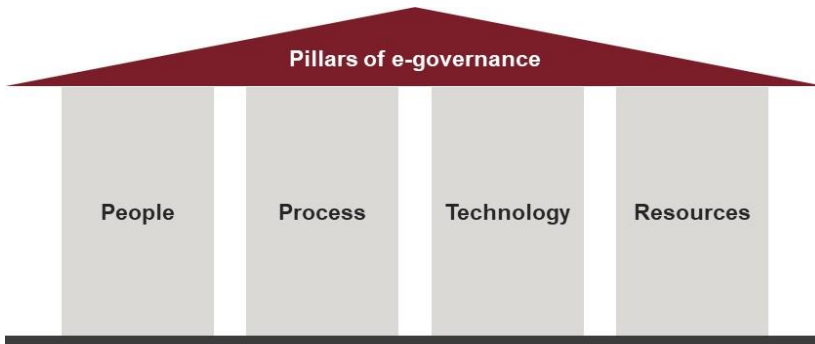 Pillars of e-governance
People
Process
Technology
Resources